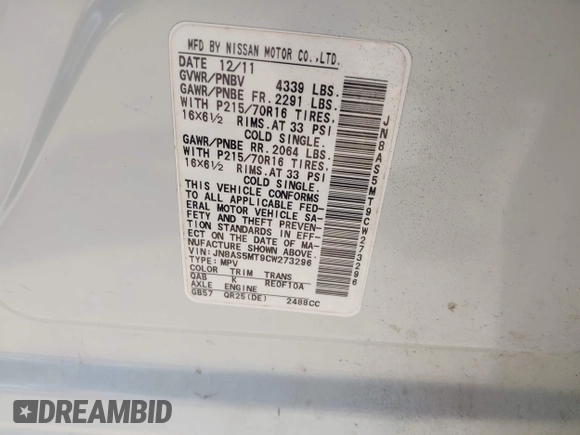 MFD BY NISSAN MOTOR CO.,LTD.
DATE 12/11
GVWR/PNBV 4339 LBS.
GAWR/PNBE FR. 2291 LBS.
WITH P215/70R16 TIRES,
16X6½ RIMS.AT 33 PSI
COLD SINGLE.
GAWR/PNBE RR. 2064 LBS.
WITH P215/70R16 TIRES,
16X6½ RIMS.AT 33 PSI
COLD SINGLE.
THIS VEHICLE CONFORMS
TO ALL APPLICABLE FED-
ERAL MOTOR VEHICLE SA-
FETY AND THEFT PREVEN-
TION STANDARDS IN EFF-
ECT ON THE DATE OF MA-
NUFACTURE SHOWN ABOVE.
VIN: JN8AS5MT9CW273296
TYPE: MPV
COLOR TRIM TRANS
QAB K RE0F10A
AXLE ENGINE
GB57 QR25(DE) 2488CC
JN8AS5MT9CW273296
DREAMBID